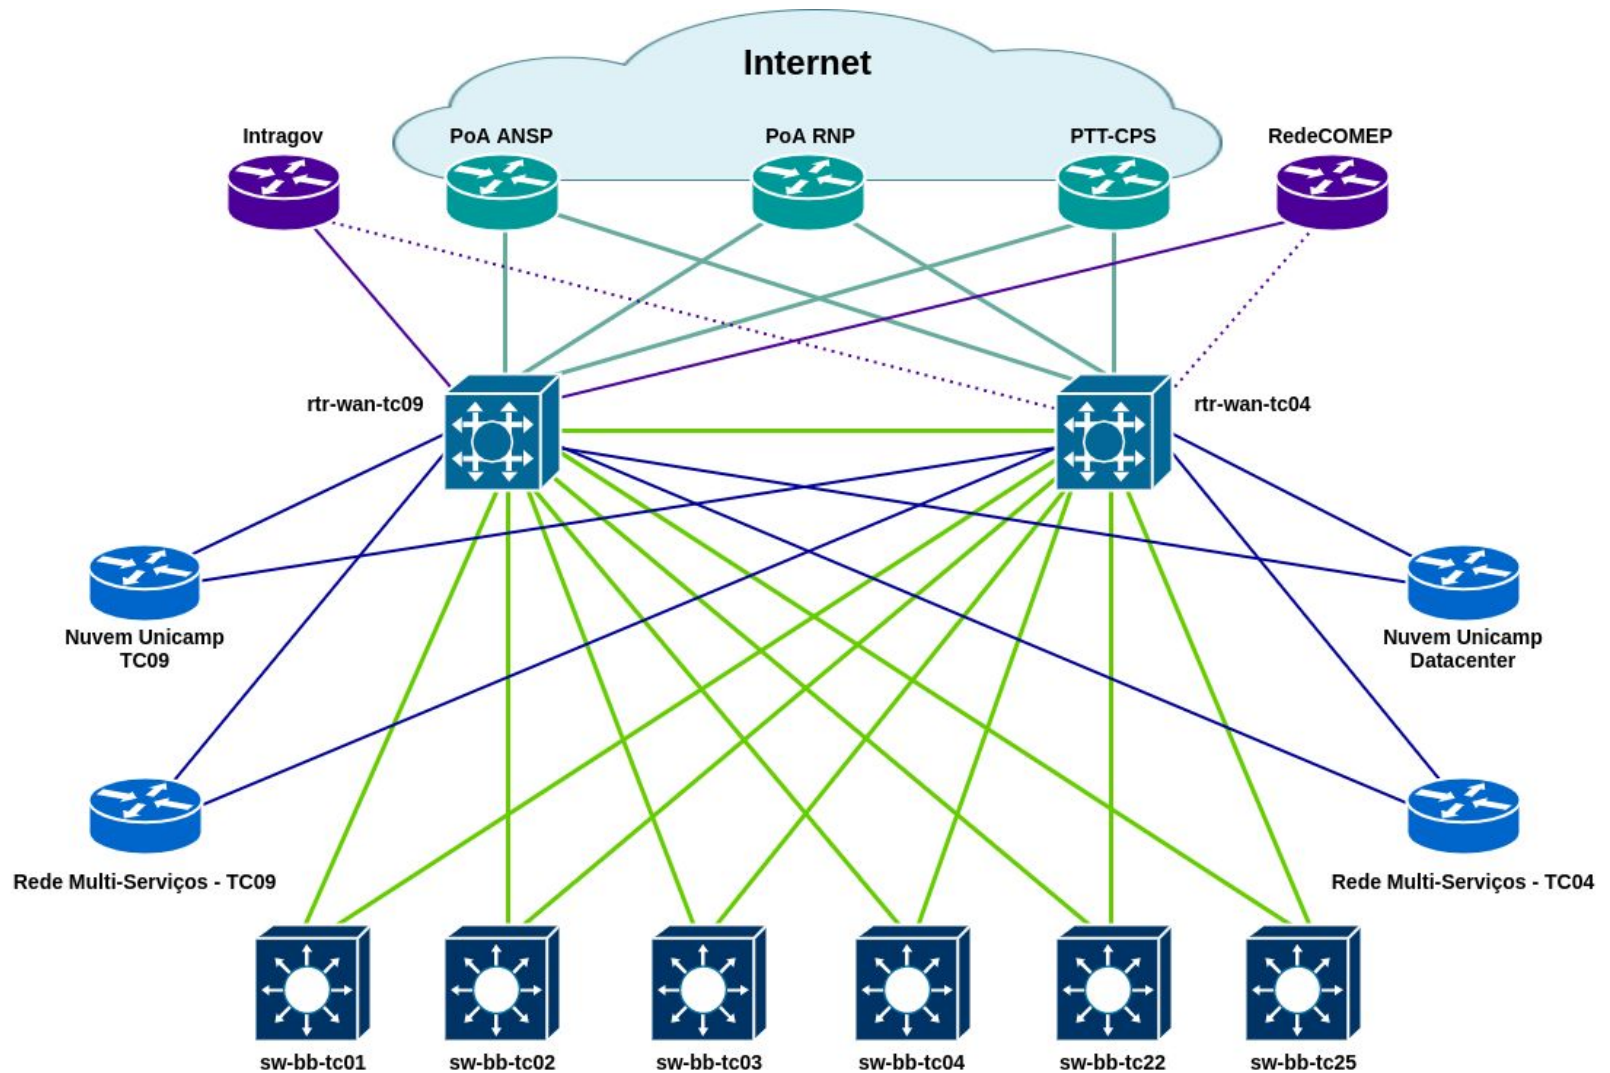 Internet
Intragov
PoA ANSP
PoA RNP
PTT-CPS
RedeCOMEP
rtr-wan-tc09
rtr-wan-tc04
Nuvem Unicamp
TC09
Nuvem Unicamp
Datacenter
Rede Multi-Serviços - TC09
Rede Multi-Serviços - TC04
sw-bb-tc01
sw-bb-tc02
sw-bb-tc03
sw-bb-tc04
sw-bb-tc22
sw-bb-tc25